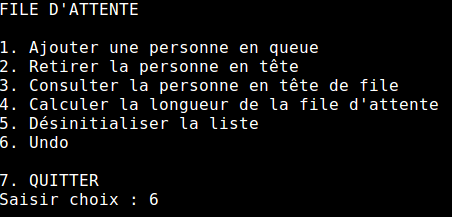 FILE D'ATTENTE
1. Ajouter une personne en queue
2. Retirer la personne en tête
3. Consulter la personne en tête de file
4. Calculer la longueur de la file d'attente
5. Désinitialiser la liste
6. Undo
7. QUITTER
Saisir choix : 6